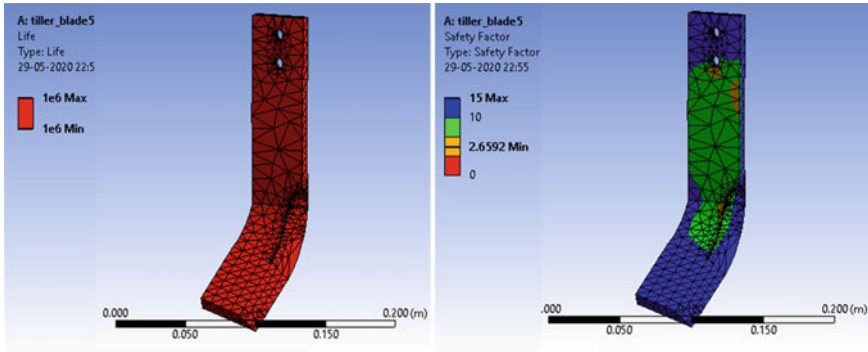 A: tiller_blade5
Life
Type: Life
29-05-2020 22:5
1e6 Max
1e6 Min
0.000
0.050
0.150
0.200 (m)
A: tiller_blade5
Safety Factor
Type: Safety Factor
29-05-2020 22:55
15 Max
10
2.6592 Min
0
.000
0.050
0.150
0.200 (m)